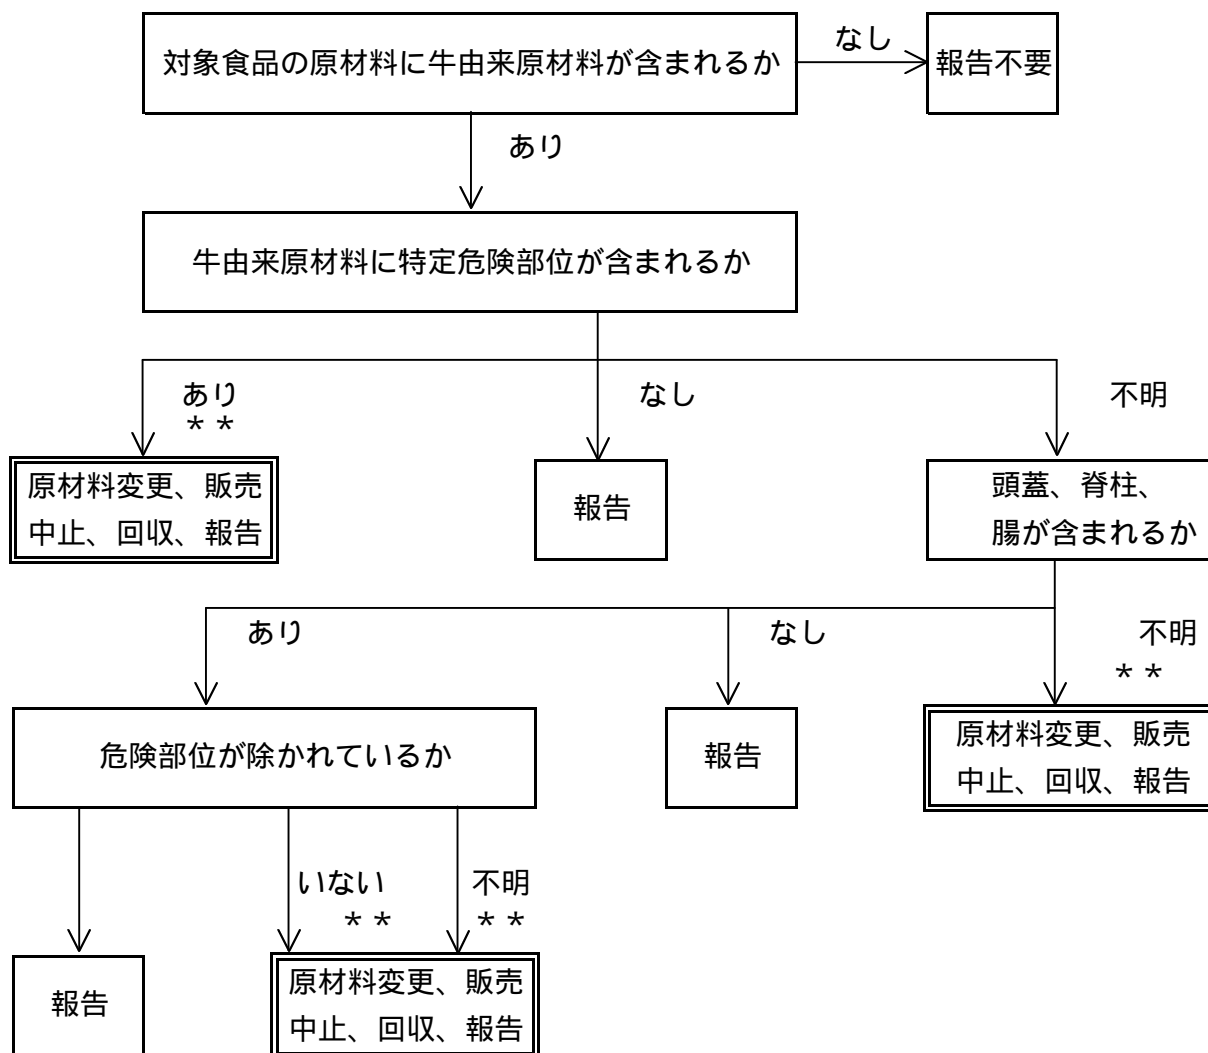 対象食品の原材料に牛由来原材料が含まれるか
なし
報告不要
あり
牛由来原材料に特定危険部位が含まれるか
あり
**
なし
不明
原材料変更、販売
中止、回収、報告
報告
頭蓋、脊柱、
腸が含まれるか
あり
なし
不明
**
危険部位が除かれているか
報告
原材料変更、販売
中止、回収、報告
いない
**
不明
**
報告
原材料変更、販売
中止、回収、報告